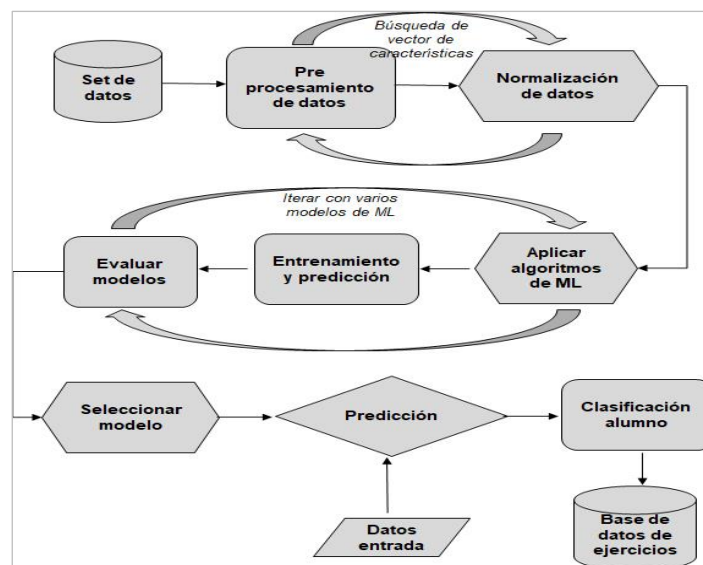 Búsqueda de
vector de
características
Set de
datos
Pre
procesamiento
de datos
Normalización
de datos
Iterar con varios
modelos de ML
Evaluar
modelos
Entrenamiento
y predicción
Aplicar
algoritmos
de ML
Seleccionar
modelo
Predicción
Clasificación
alumno
Datos
entrada
Base de
datos de
ejercicios